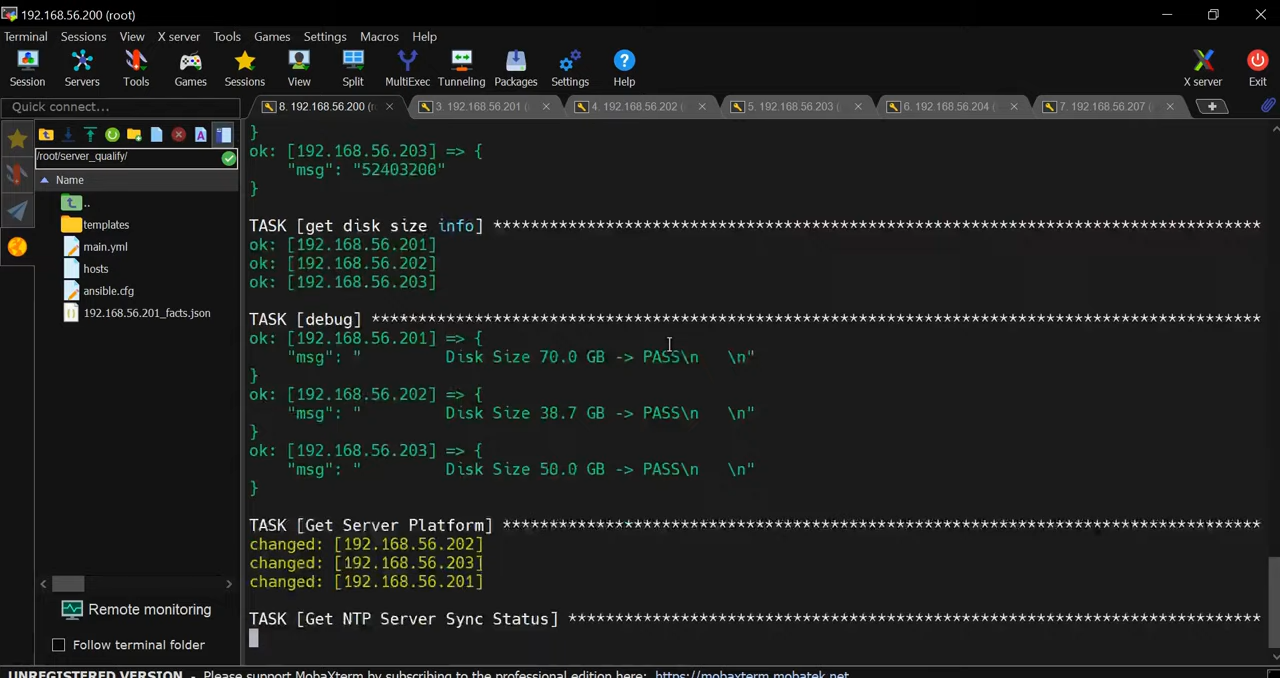 192.168.56.200 (root)
Terminal Sessions View X server Tools Games Settings Macros Help
Session Servers Tools Games Sessions View Split MultiExec Tunneling Packages Settings Help X server Exit
Quick connect...
8. 192.168.56.200 (r 3. 192.168.56.201 ( 4. 192.168.56.202 ( 5. 192.168.56.203 ( 6. 192.168.56.204 ( 7. 192.168.56.207 (
/root/server_qualify/
Name
..
templates
main.yml
hosts
ansible.cfg
192.168.56.201_facts.json
Remote monitoring
Follow terminal folder
}
ok: [192.168.56.203] => {
"msg": "52403200"
}
TASK [get disk size info] **********************************************************************************
ok: [192.168.56.201]
ok: [192.168.56.202]
ok: [192.168.56.203]
TASK [debug] ***********************************************************************************************
ok: [192.168.56.201] => {
"msg": "         Disk Size 70.0 GB -> PASS\n   \n"
}
ok: [192.168.56.202] => {
"msg": "         Disk Size 38.7 GB -> PASS\n   \n"
}
ok: [192.168.56.203] => {
"msg": "         Disk Size 50.0 GB -> PASS\n   \n"
}
TASK [Get Server Platform] *********************************************************************************
changed: [192.168.56.202]
changed: [192.168.56.203]
changed: [192.168.56.201]
TASK [Get NTP Server Sync Status] **************************************************************************
UNREGISTERED VERSION - Please support MobaXterm by subscribing to the professional edition here: https://mobaxterm.mobatek.net